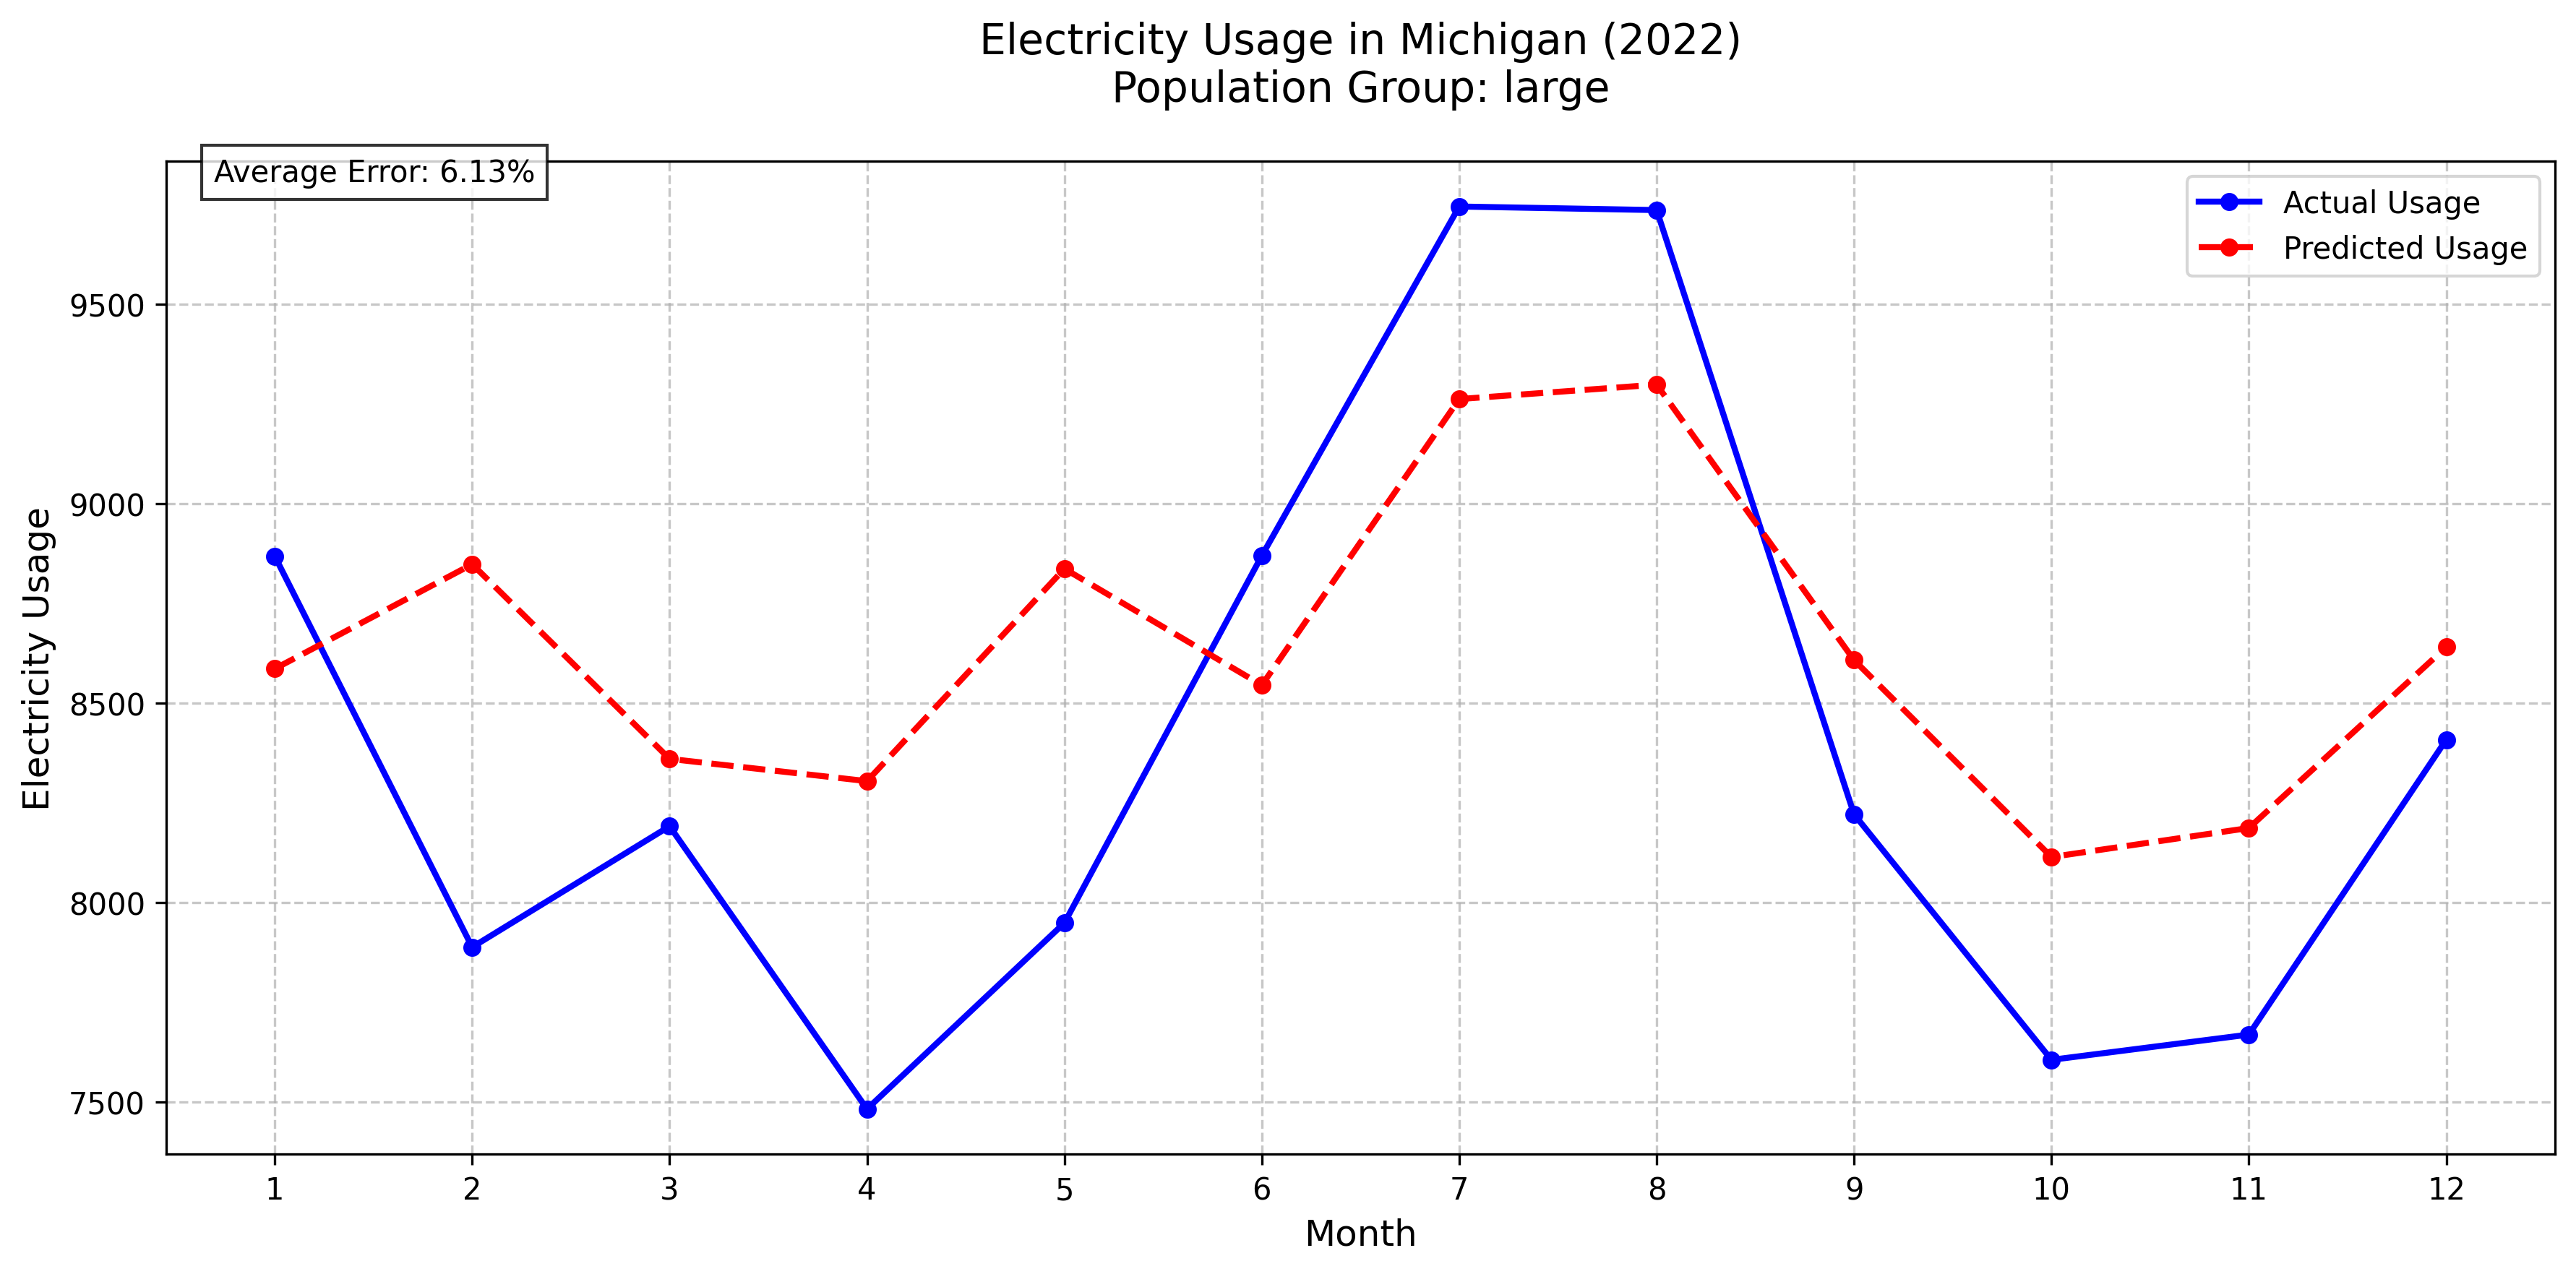 Electricity Usage in Michigan (2022)
Population Group: large
Average Error: 6.13%
Actual Usage
Predicted Usage
Electricity Usage
9500
9000
8500
8000
7500
1 2 3 4 5 6 7 8 9 10 11 12
Month